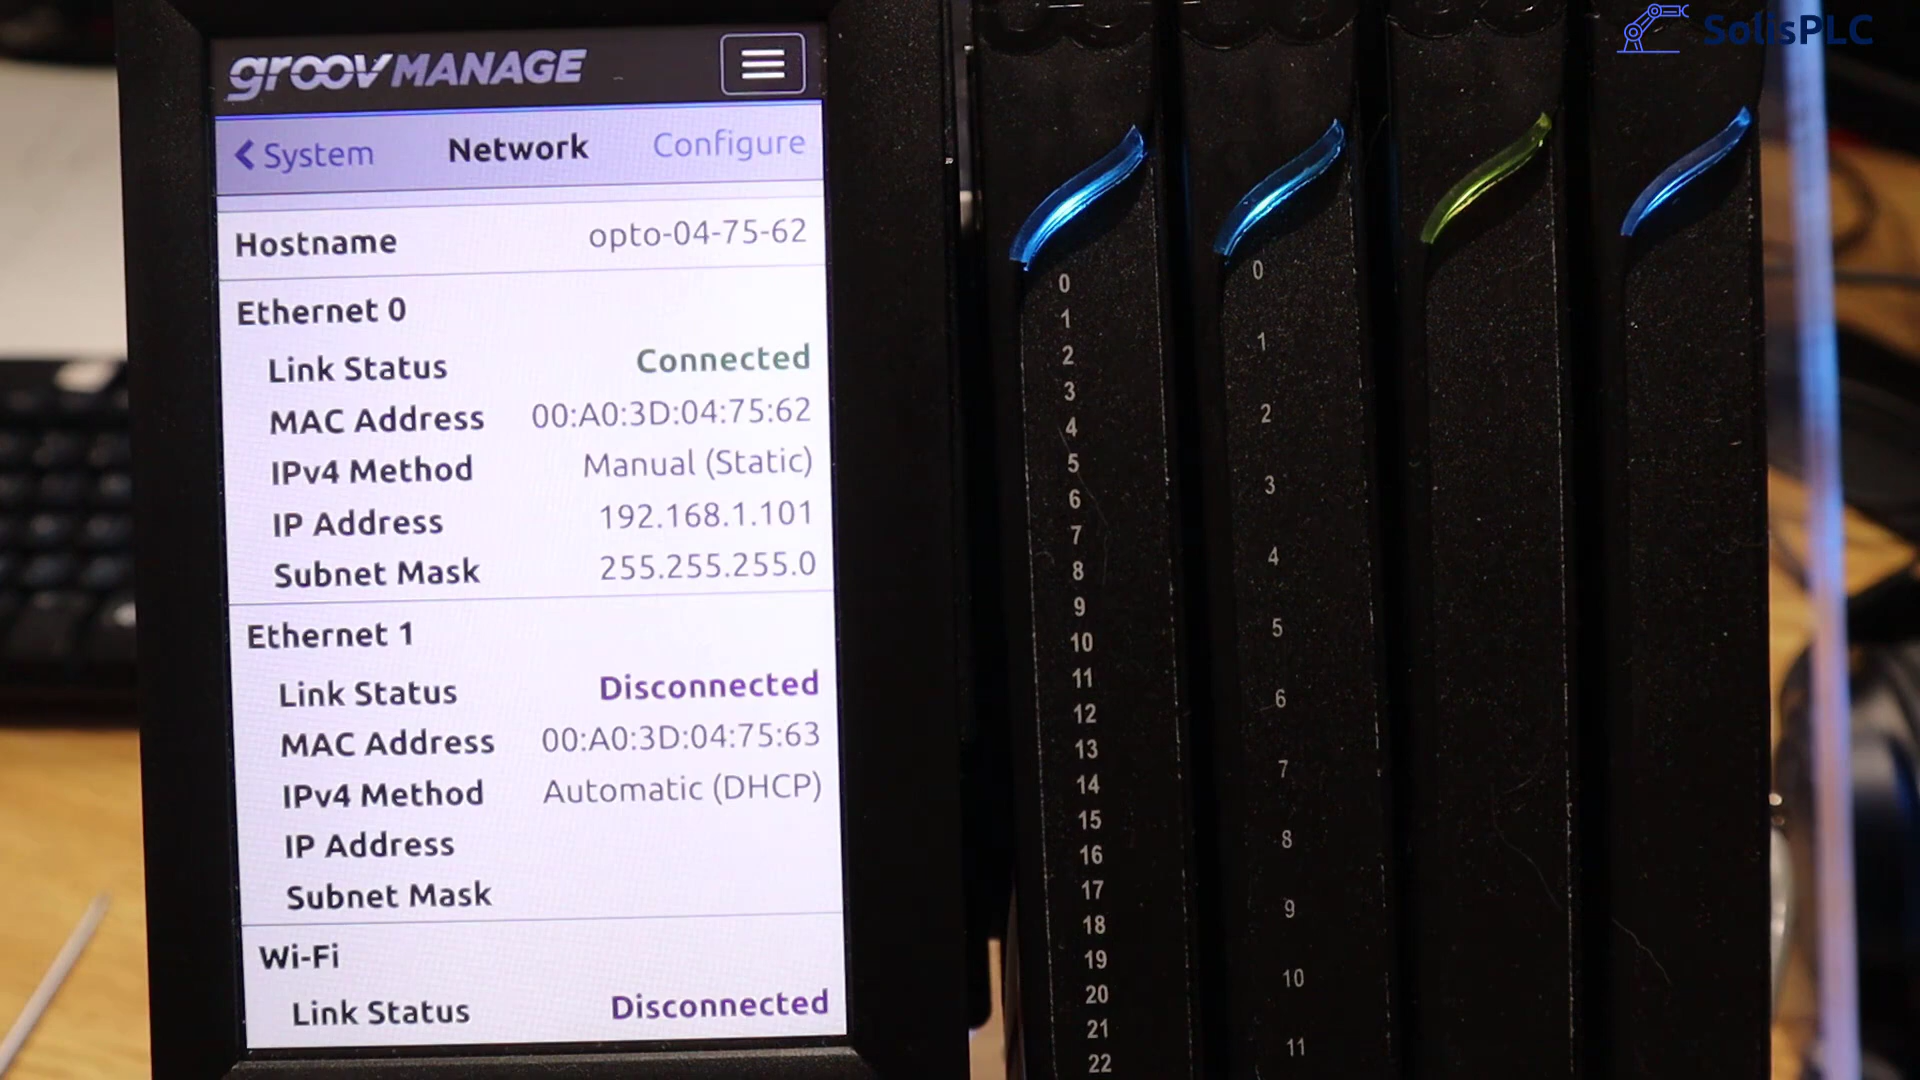 SolisPLC
groov MANAGE
System Network Configure
Hostname opto-04-75-62
Ethernet 0
Link Status Connected
MAC Address 00:A0:3D:04:75:62
IPv4 Method Manual (Static)
IP Address 192.168.1.101
Subnet Mask 255.255.255.0
Ethernet 1
Link Status Disconnected
MAC Address 00:A0:3D:04:75:63
IPv4 Method Automatic (DHCP)
IP Address
Subnet Mask
Wi-Fi
Link Status Disconnected
0
1
2
3
4
5
6
7
8
9
10
11
12
13
14
15
16
17
18
19
20
21
22
0
1
2
3
4
5
6
7
8
9
10
11